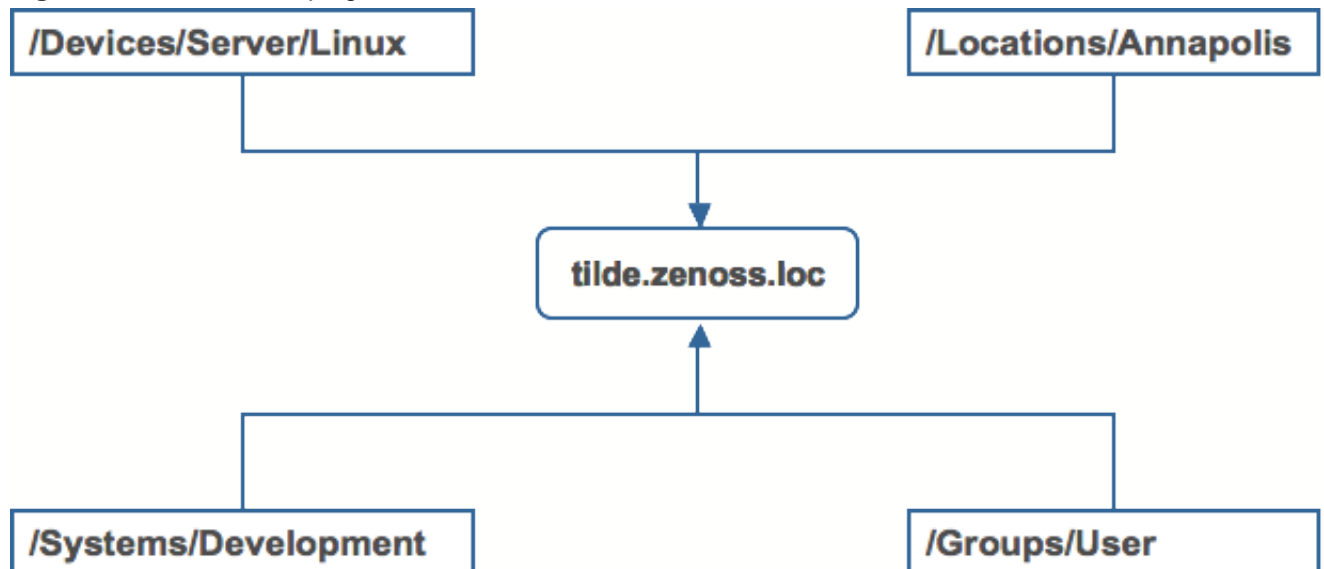 /Devices/Server/Linux
/Locations/Annapolis
tilde.zenoss.loc
/Systems/Development
/Groups/User